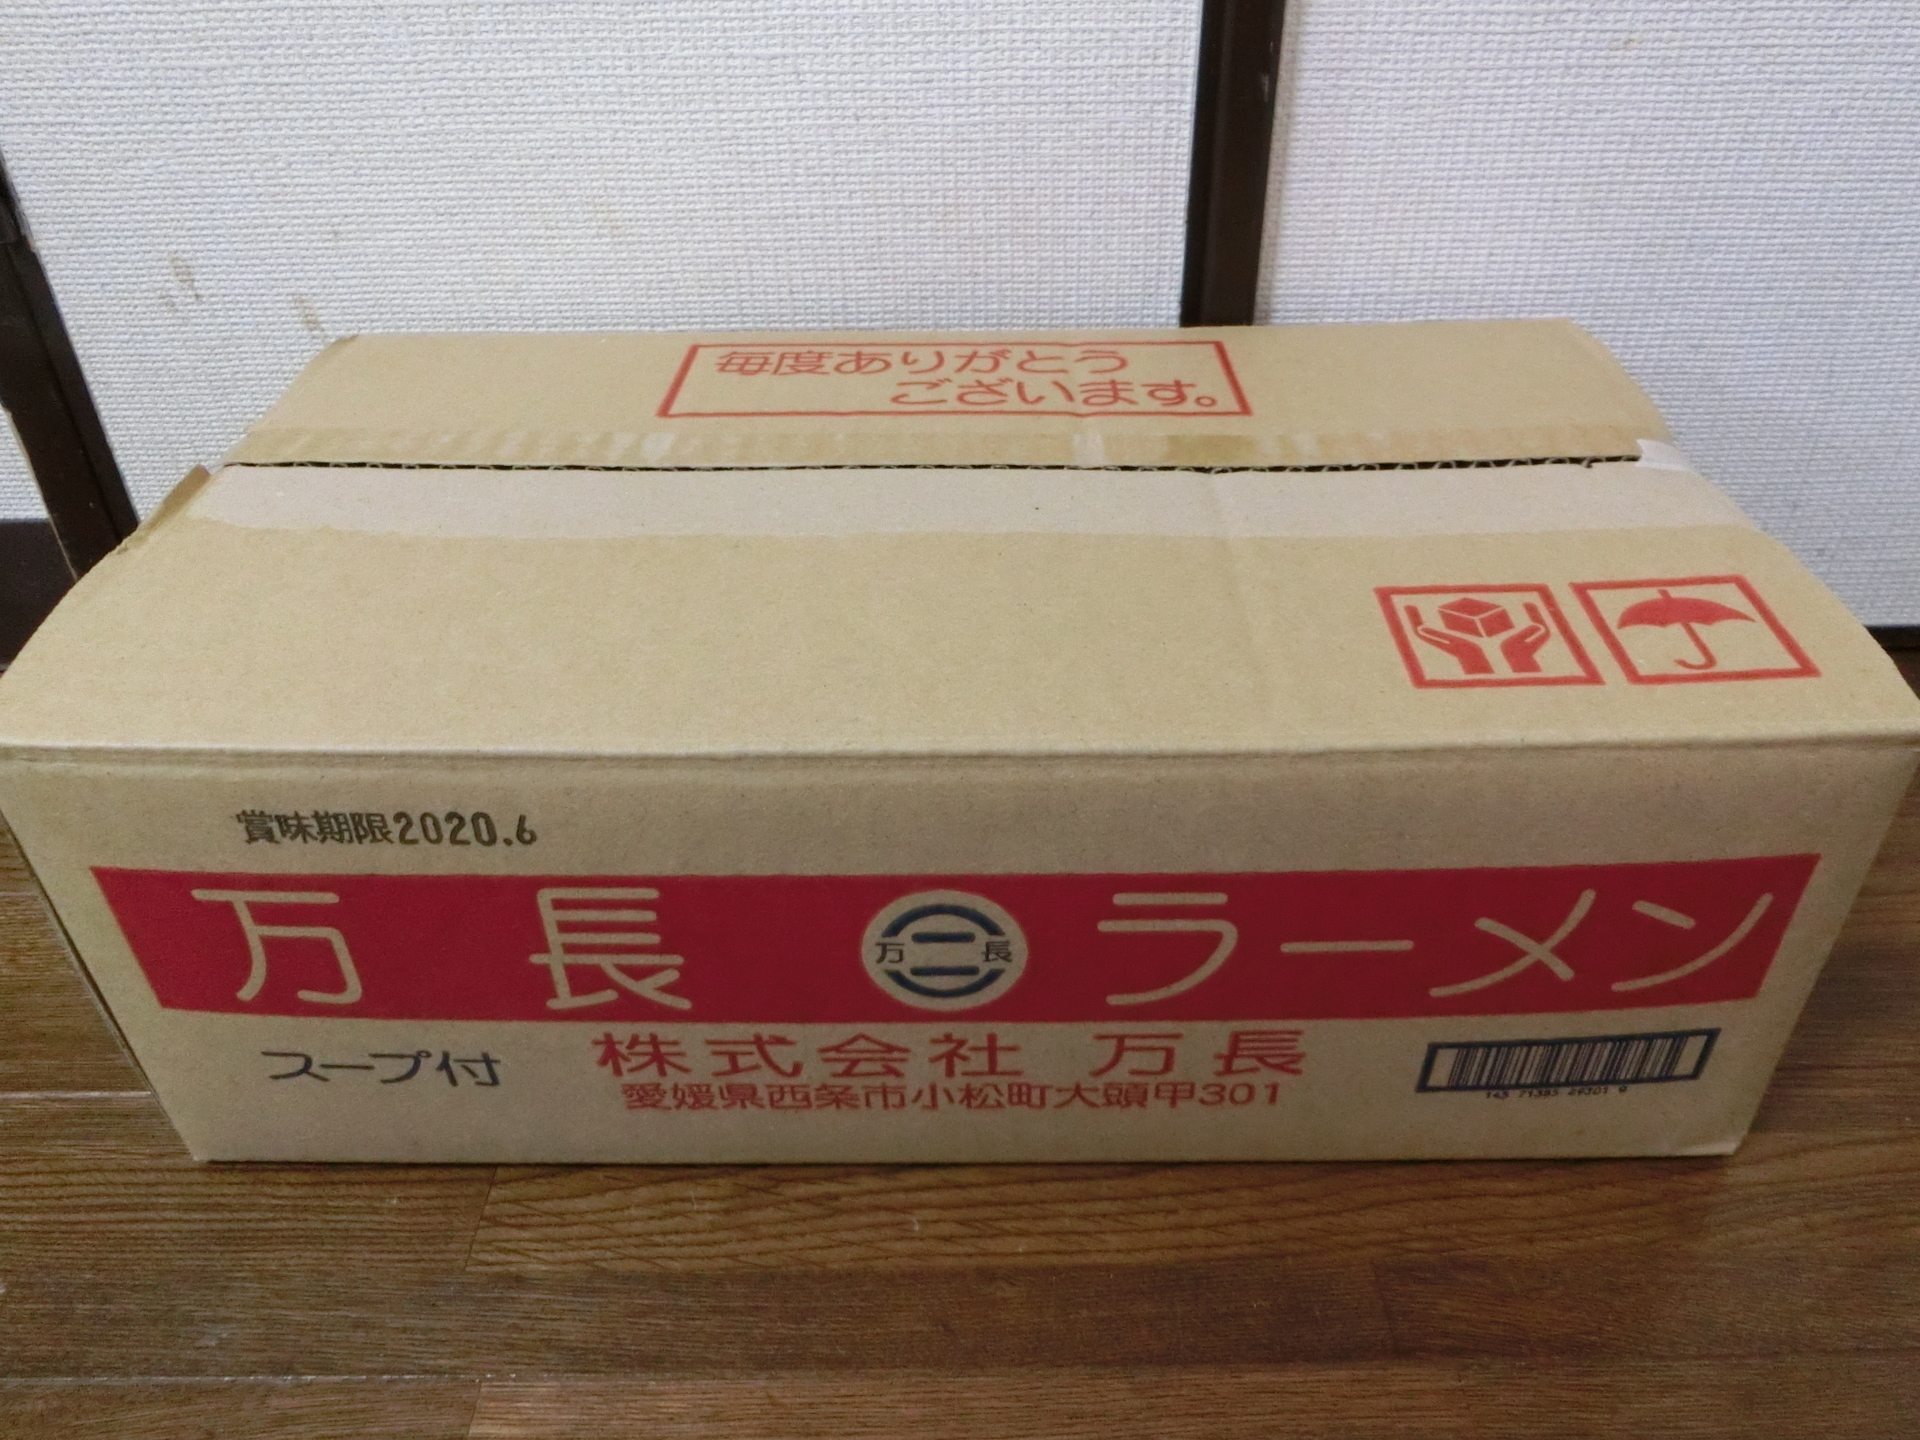 毎度ありがとう
ございます。
賞味期限2020.6
万長 万長 ラーメン
スープ付
株式会社 万長
愛媛県西条市小松町大頭甲301